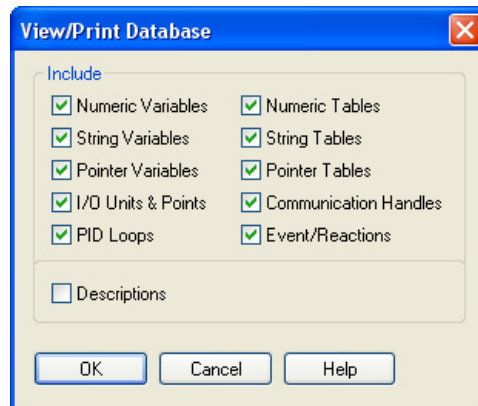 View/Print Database
Include
Numeric Variables
Numeric Tables
String Variables
String Tables
Pointer Variables
Pointer Tables
I/O Units & Points
Communication Handles
PID Loops
Event/Reactions
Descriptions
OK
Cancel
Help